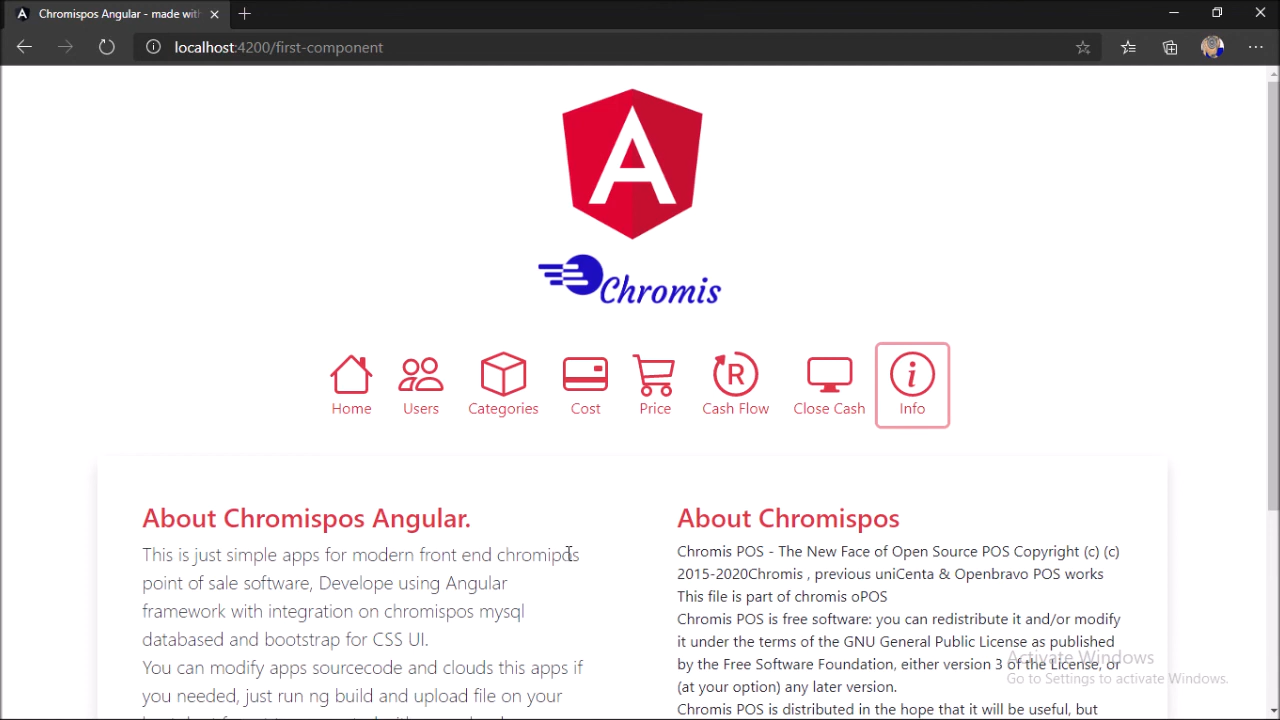 Chromispos Angular - made with
localhost:4200/first-component
A
Chromis
R
i
Home Users Categories Cost Price Cash Flow Close Cash Info
About Chromispos Angular.
This is just simple apps for modern front end chromipos
point of sale software, Develope using Angular
framework with integration on chromispos mysql
databased and bootstrap for CSS UI.
You can modify apps sourcecode and clouds this apps if
you needed, just run ng build and upload file on your
About Chromispos
Chromis POS - The New Face of Open Source POS Copyright (c) (c)
2015-2020Chromis , previous uniCenta & Openbravo POS works
This file is part of chromis oPOS
Chromis POS is free software: you can redistribute it and/or modify
it under the terms of the GNU General Public License as published
by the Free Software Foundation, either version 3 of the License, or
(at your option) any later version.
Chromis POS is distributed in the hope that it will be useful, but
Activate Windows
Go to Settings to activate Windows.